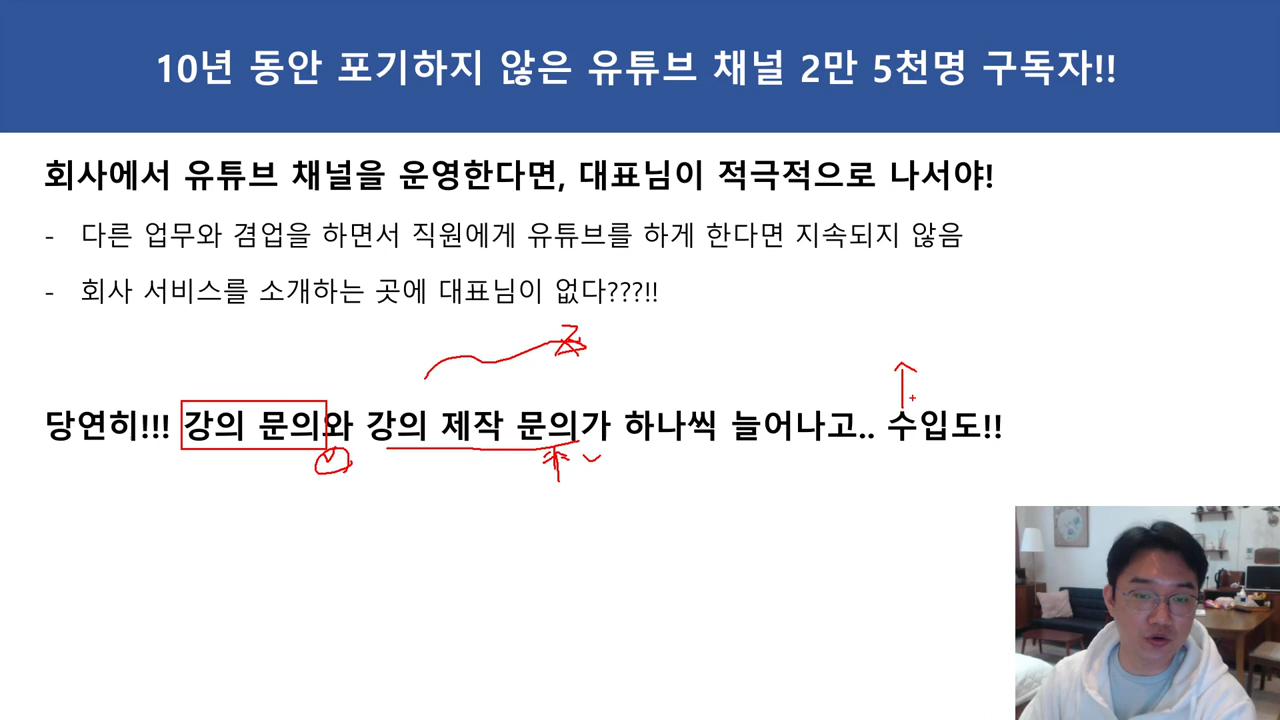 10년 동안 포기하지 않은 유튜브 채널 2만 5천명 구독자!!
회사에서 유튜브 채널을 운영한다면, 대표님이 적극적으로 나서야!
- 다른 업무와 겸업을 하면서 직원에게 유튜브를 하게 한다면 지속되지 않음
- 회사 서비스를 소개하는 곳에 대표님이 없다???!!
당연히!!! 강의 문의와 강의 제작 문의가 하나씩 늘어나고.. 수입도!!